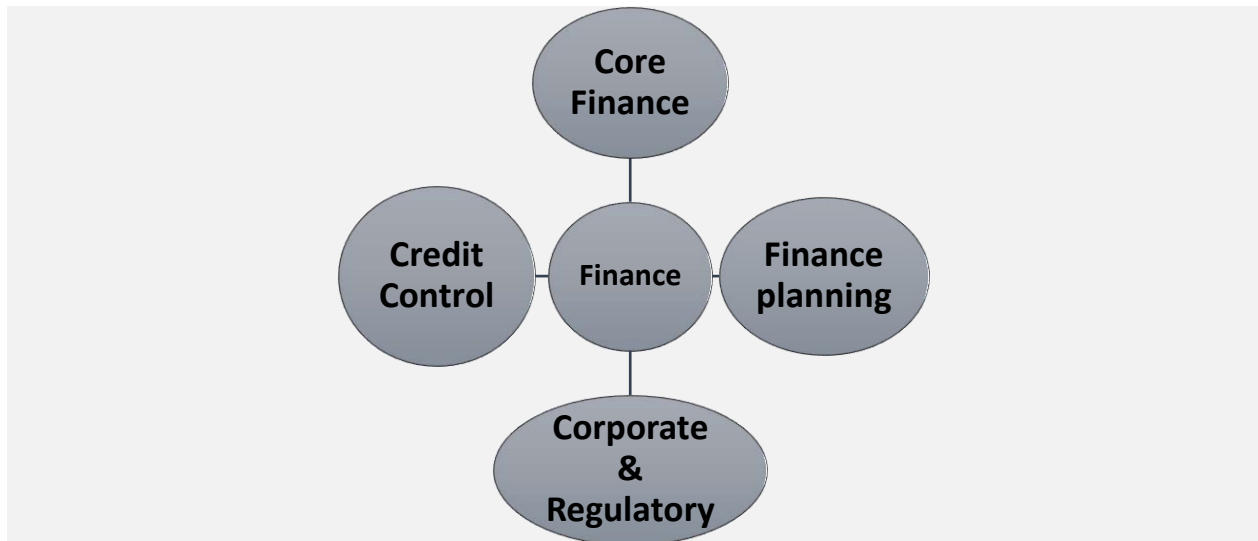 Core
Finance
Credit
Control
Finance
Finance
planning
Corporate
&
Regulatory